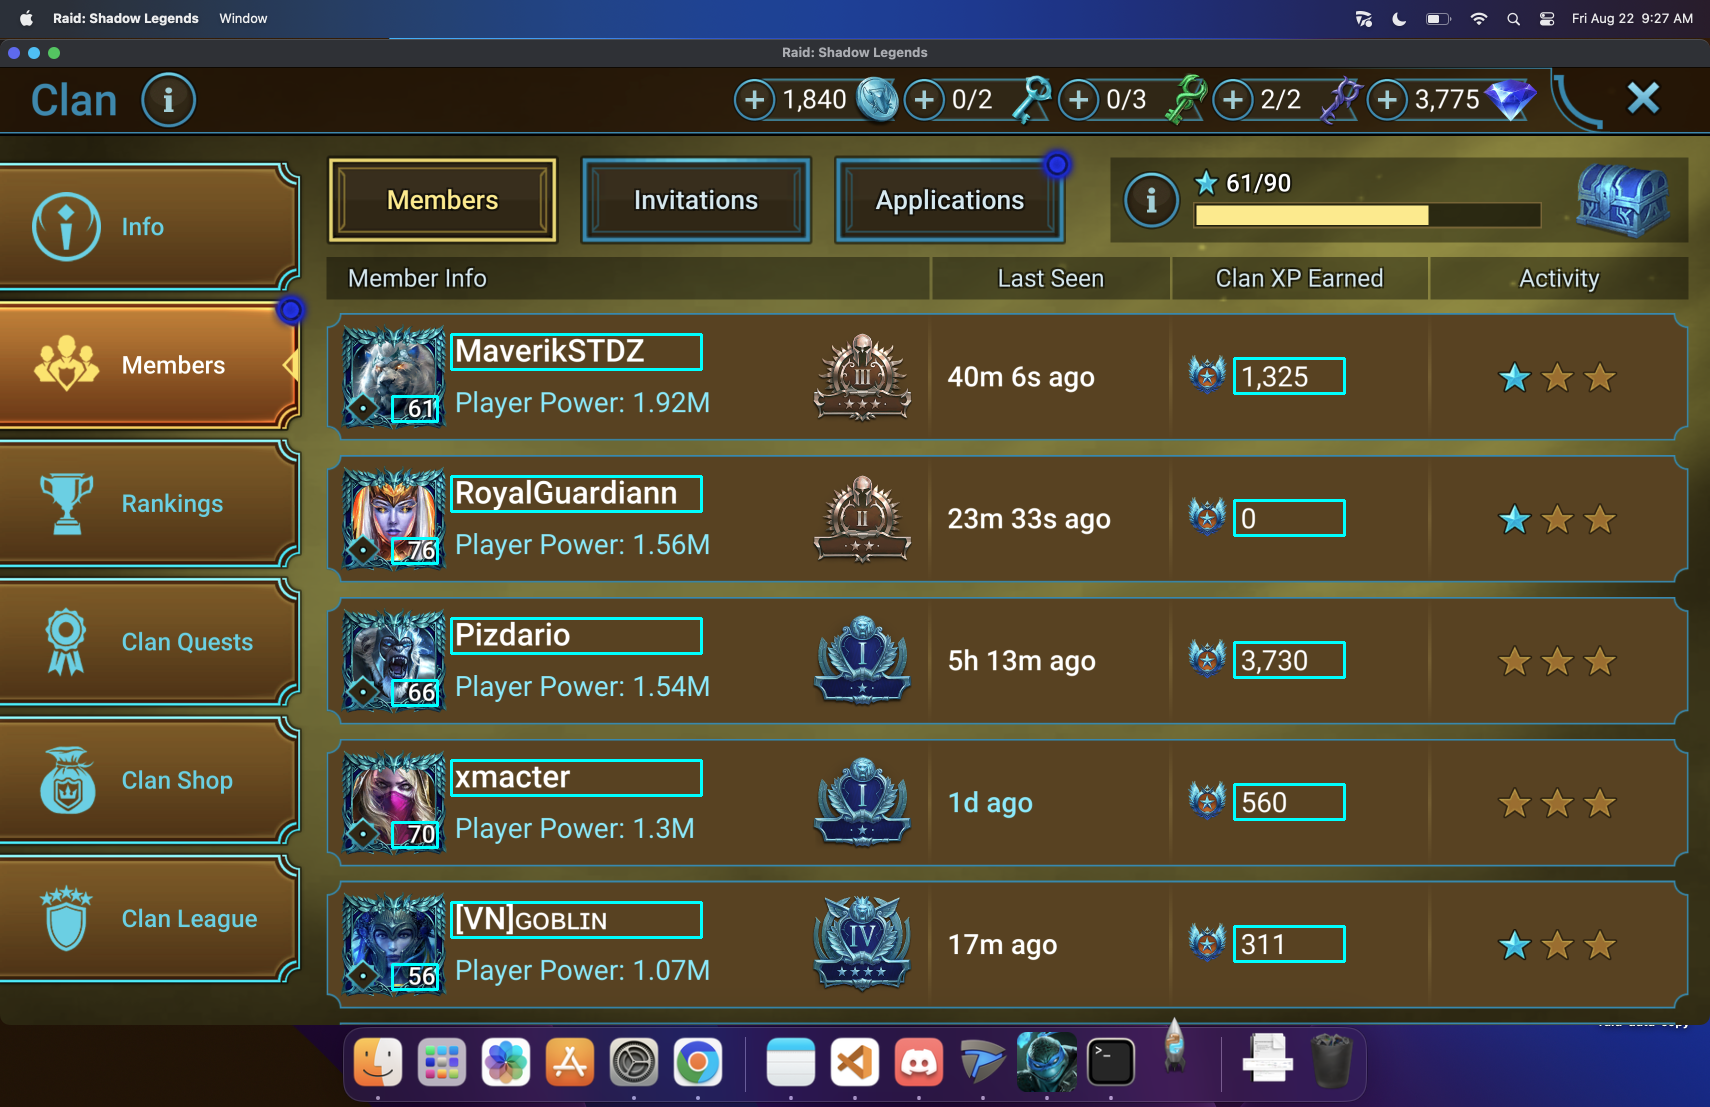 Raid: Shadow Legends Window Fri Aug 22 9:27 AM
Raid: Shadow Legends
Clan i 1,840 0/2 0/3 2/2 3,775
Members Invitations Applications i 61/90
Info
Members
Rankings
Clan Quests
Clan Shop
Clan League
Member Info Last Seen Clan XP Earned Activity
MaverikSTDZ
61 Player Power: 1.92M III 40m 6s ago 1,325
RoyalGuardiann
76 Player Power: 1.56M II 23m 33s ago 0
Pizdario
66 Player Power: 1.54M I 5h 13m ago 3,730
xmacter
70 Player Power: 1.3M I 1d ago 560
[VN]GOBLIN
56 Player Power: 1.07M IV 17m ago 311